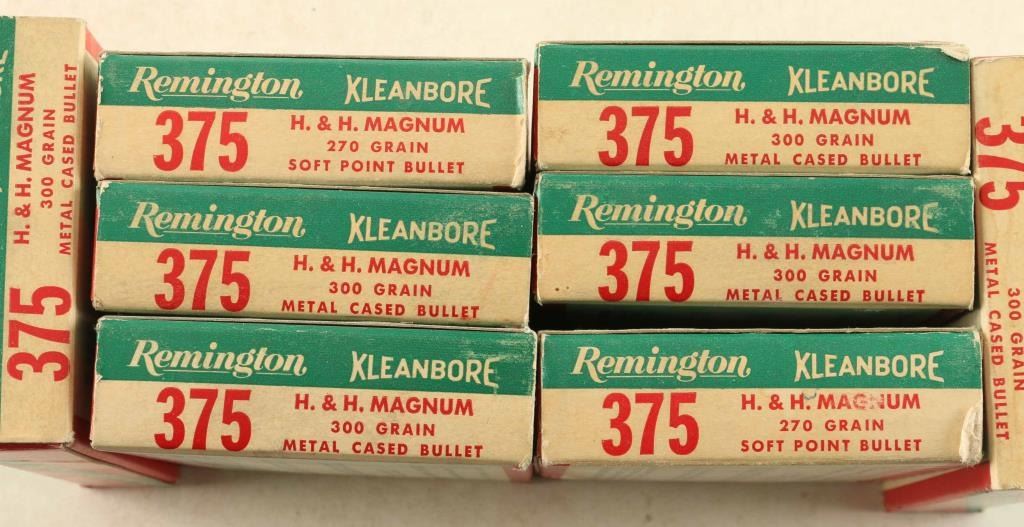 375
H. & H. MAGNUM
300 GRAIN
METAL CASED BULLET
Remington KLEANBORE
375
H. & H. MAGNUM
270 GRAIN
SOFT POINT BULLET
Remington KLEANBORE
375
H. & H. MAGNUM
300 GRAIN
METAL CASED BULLET
Remington KLEANBORE
375
H. & H. MAGNUM
300 GRAIN
METAL CASED BULLET
Remington KLEANBORE
375
H. & H. MAGNUM
300 GRAIN
METAL CASED BULLET
Remington KLEANBORE
375
H. & H. MAGNUM
300 GRAIN
METAL CASED BULLET
Remington KLEANBORE
375
H. & H. MAGNUM
270 GRAIN
SOFT POINT BULLET
375
300 GRAIN
METAL CASED BULLET